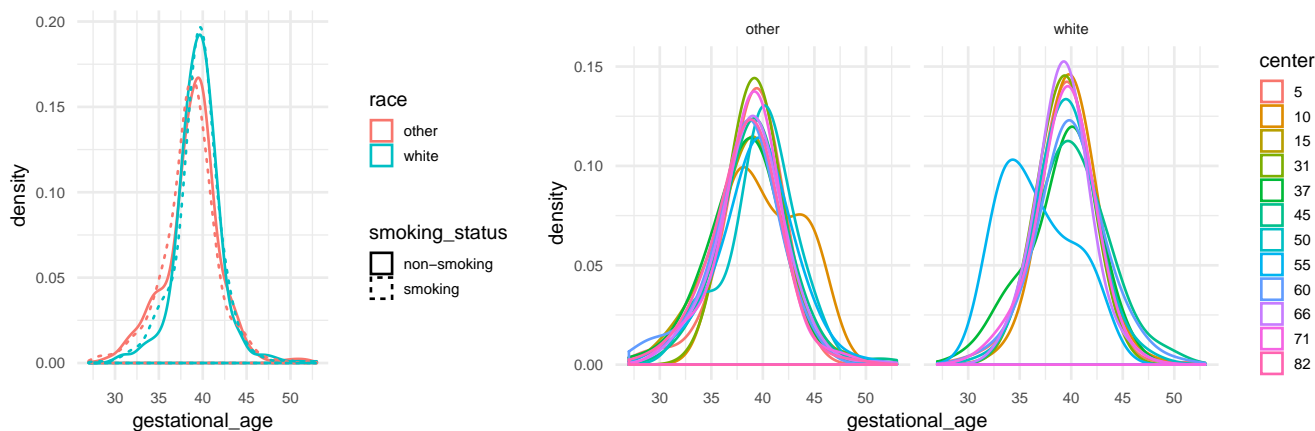 0.20
0.15
0.10
0.05
0.00
density
30 35 40 45 50
gestational_age
race
other
white
smoking_status
non−smoking
smoking
other white
0.15
0.10
0.05
0.00
density
30 35 40 45 50 30 35 40 45 50
gestational_age
center
5
10
15
31
37
45
50
55
60
66
71
82